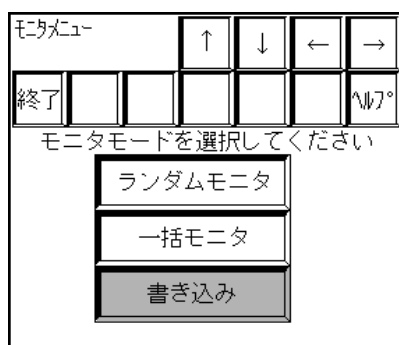 ﾓﾆﾀﾒﾆｭｰ ↑ ↓ ← →
終了 ﾍﾙﾌﾟ
モニタモードを選択してください
ランダムモニタ
一括モニタ
書き込み